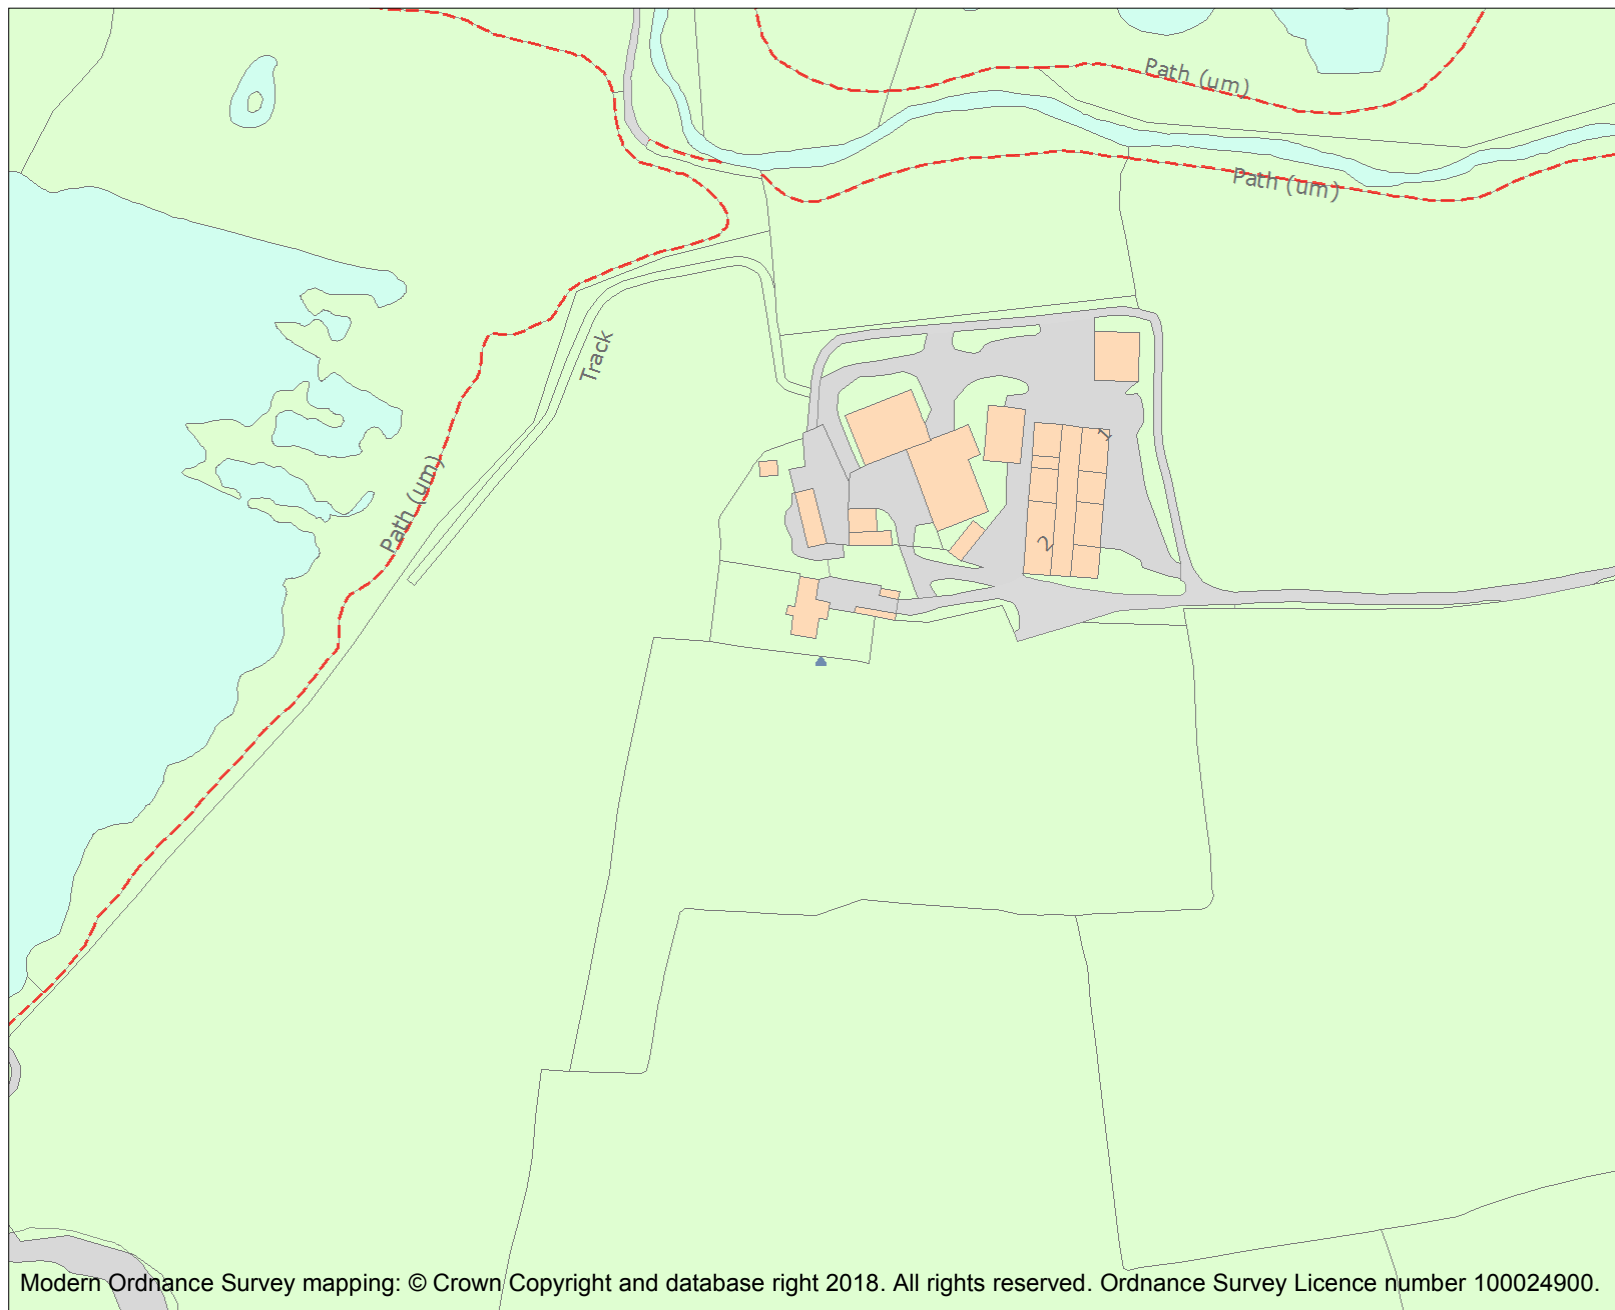 Path (um)
Path (um)
Track
1
Path (um)
2
Modern Ordnance Survey mapping: © Crown Copyright and database right 2018. All rights reserved. Ordnance Survey Licence number 100024900.